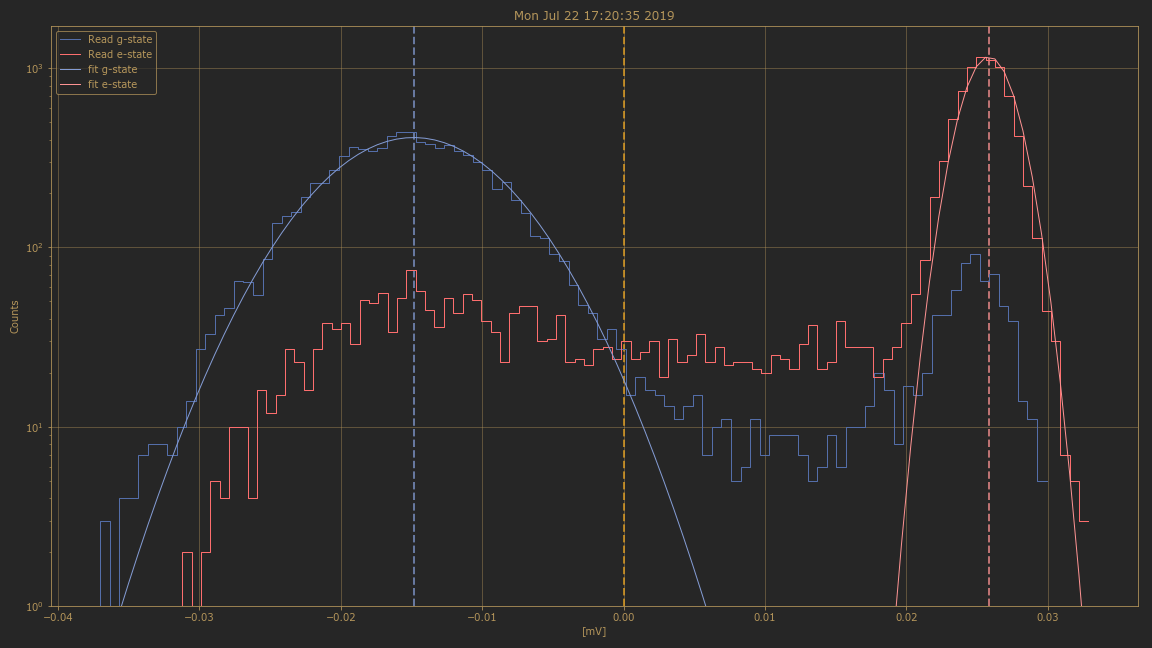 Mon Jul 22 17:20:35 2019
Read g-state
Read e-state
fit g-state
fit e-state
10³
10²
10¹
10⁰
Counts
−0.04 −0.03 −0.02 −0.01 0.00 0.01 0.02 0.03
[mV]